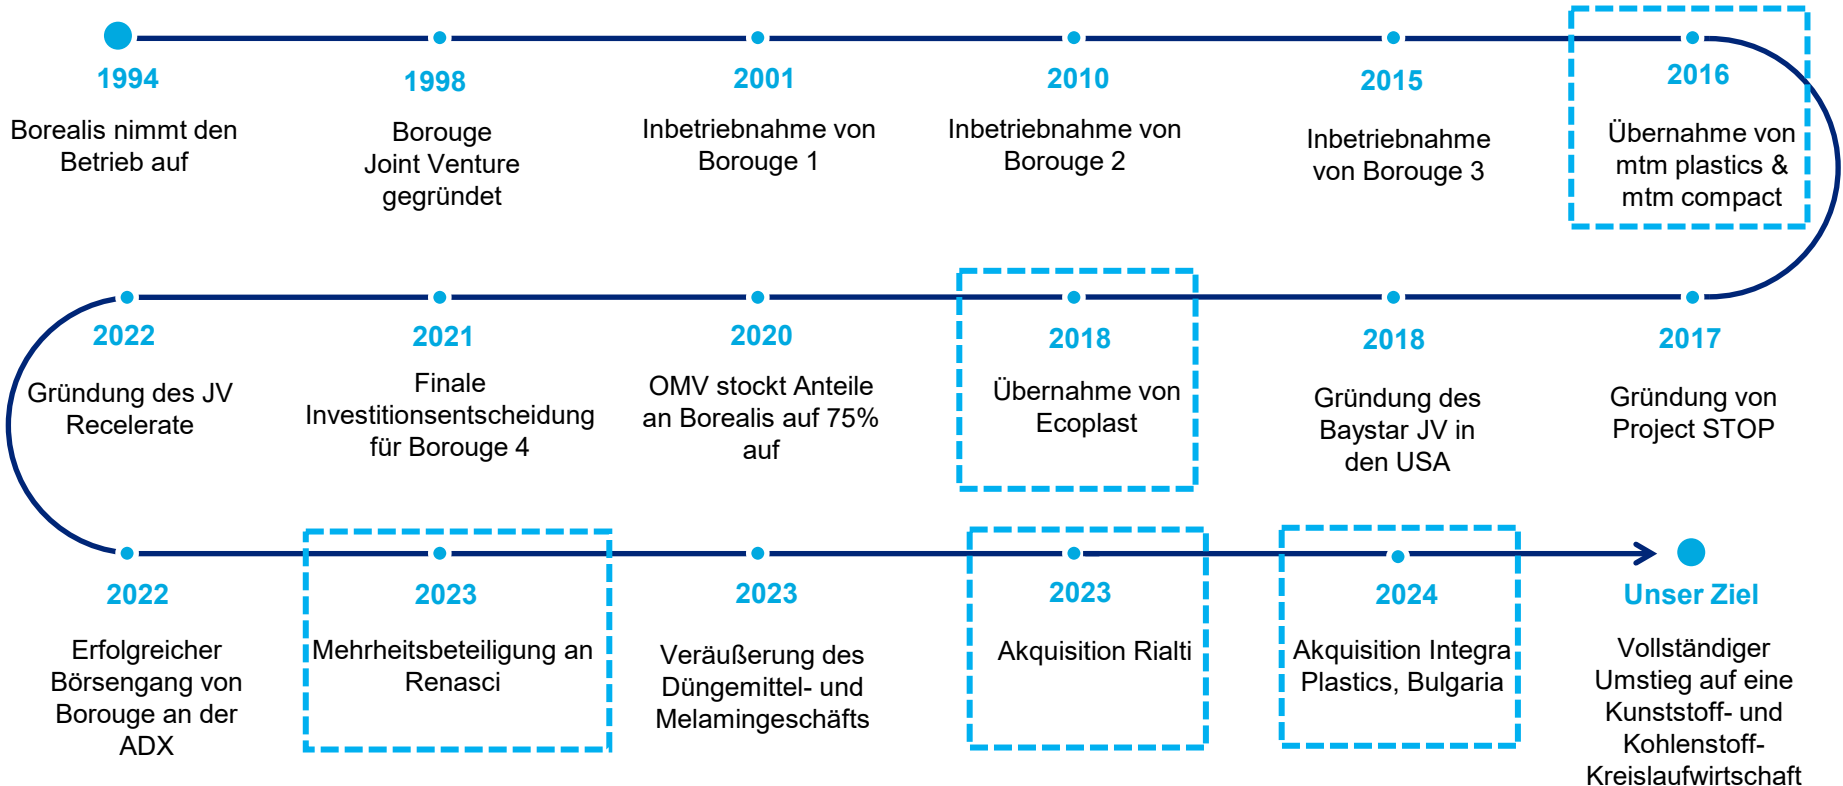 1994
Borealis nimmt den
Betrieb auf
1998
Borouge
Joint Venture
gegründet
2001
Inbetriebnahme von
Borouge 1
2010
Inbetriebnahme von
Borouge 2
2015
Inbetriebnahme
von Borouge 3
2016
Übernahme von
mtm plastics &
mtm compact
2022
Gründung des JV
Recelerate
2021
Finale
Investitionsentscheidung
für Borouge 4
2020
OMV stockt Anteile
an Borealis auf 75%
auf
2018
Übernahme von
Ecoplast
2018
Gründung des
Baystar JV in
den USA
2017
Gründung von
Project STOP
2022
Erfolgreicher
Börsengang von
Borouge an der
ADX
2023
Mehrheitsbeteiligung an
Renasci
2023
Veräußerung des
Düngemittel- und
Melamingeschäfts
2023
Akquisition Rialti
2024
Akquisition Integra
Plastics, Bulgaria
Unser Ziel
Vollständiger
Umstieg auf eine
Kunststoff- und
Kohlenstoff-
Kreislaufwirtschaft